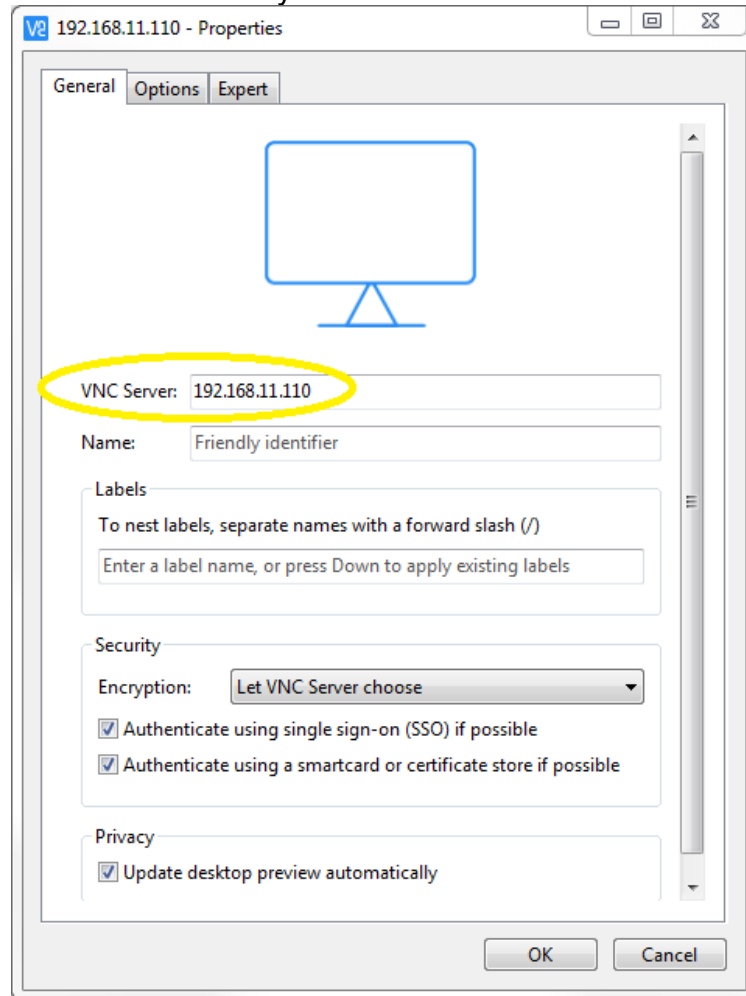 V2 192.168.11.110 - Properties
General Options Expert
VNC Server: 192.168.11.110
Name: Friendly identifier
Labels
To nest labels, separate names with a forward slash (/)
Enter a label name, or press Down to apply existing labels
Security
Encryption: Let VNC Server choose
Authenticate using single sign-on (SSO) if possible
Authenticate using a smartcard or certificate store if possible
Privacy
Update desktop preview automatically
OK Cancel